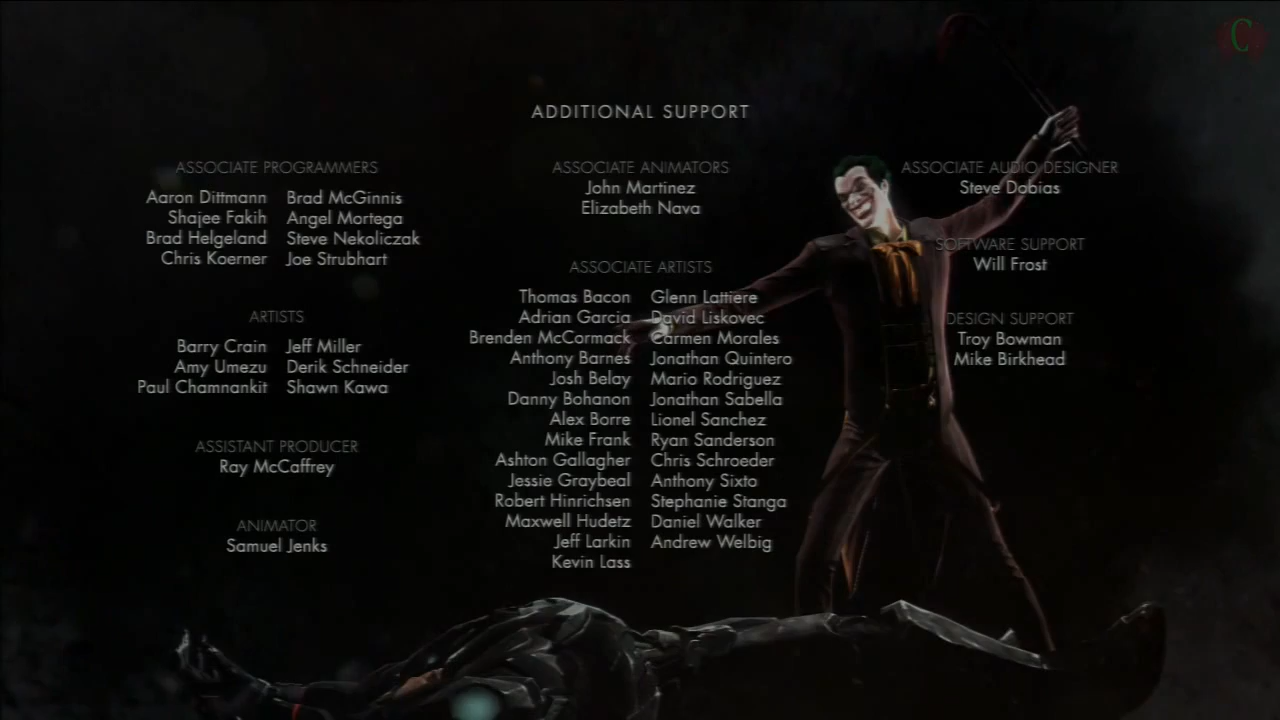 C
ADDITIONAL SUPPORT
ASSOCIATE PROGRAMMERS
Aaron Dittmann Brad McGinnis
Shajee Fakih Angel Mortega
Brad Helgeland Steve Nekoliczak
Chris Koerner Joe Strubhart
ARTISTS
Barry Crain Jeff Miller
Amy Umezu Derik Schneider
Paul Chamnankit Shawn Kawa
ASSISTANT PRODUCER
Ray McCaffrey
ANIMATOR
Samuel Jenks
ASSOCIATE ANIMATORS
John Martinez
Elizabeth Nava
ASSOCIATE ARTISTS
Thomas Bacon Glenn Lattiere
Adrian Garcia David Liskovec
Brenden McCormack Carmen Morales
Anthony Barnes Jonathan Quintero
Josh Belay Mario Rodriguez
Danny Bohanon Jonathan Sabella
Alex Borre Lionel Sanchez
Mike Frank Ryan Sanderson
Ashton Gallagher Chris Schroeder
Jessie Graybeal Anthony Sixto
Robert Hinrichsen Stephanie Stanga
Maxwell Hudetz Daniel Walker
Jeff Larkin Andrew Welbig
Kevin Lass
ASSOCIATE AUDIO DESIGNER
Steve Dobias
SOFTWARE SUPPORT
Will Frost
DESIGN SUPPORT
Troy Bowman
Mike Birkhead